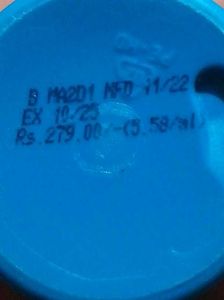 B MA2D1 MFD 11/22
EX 10/25
Rs.279.00/-(5.58/ml)